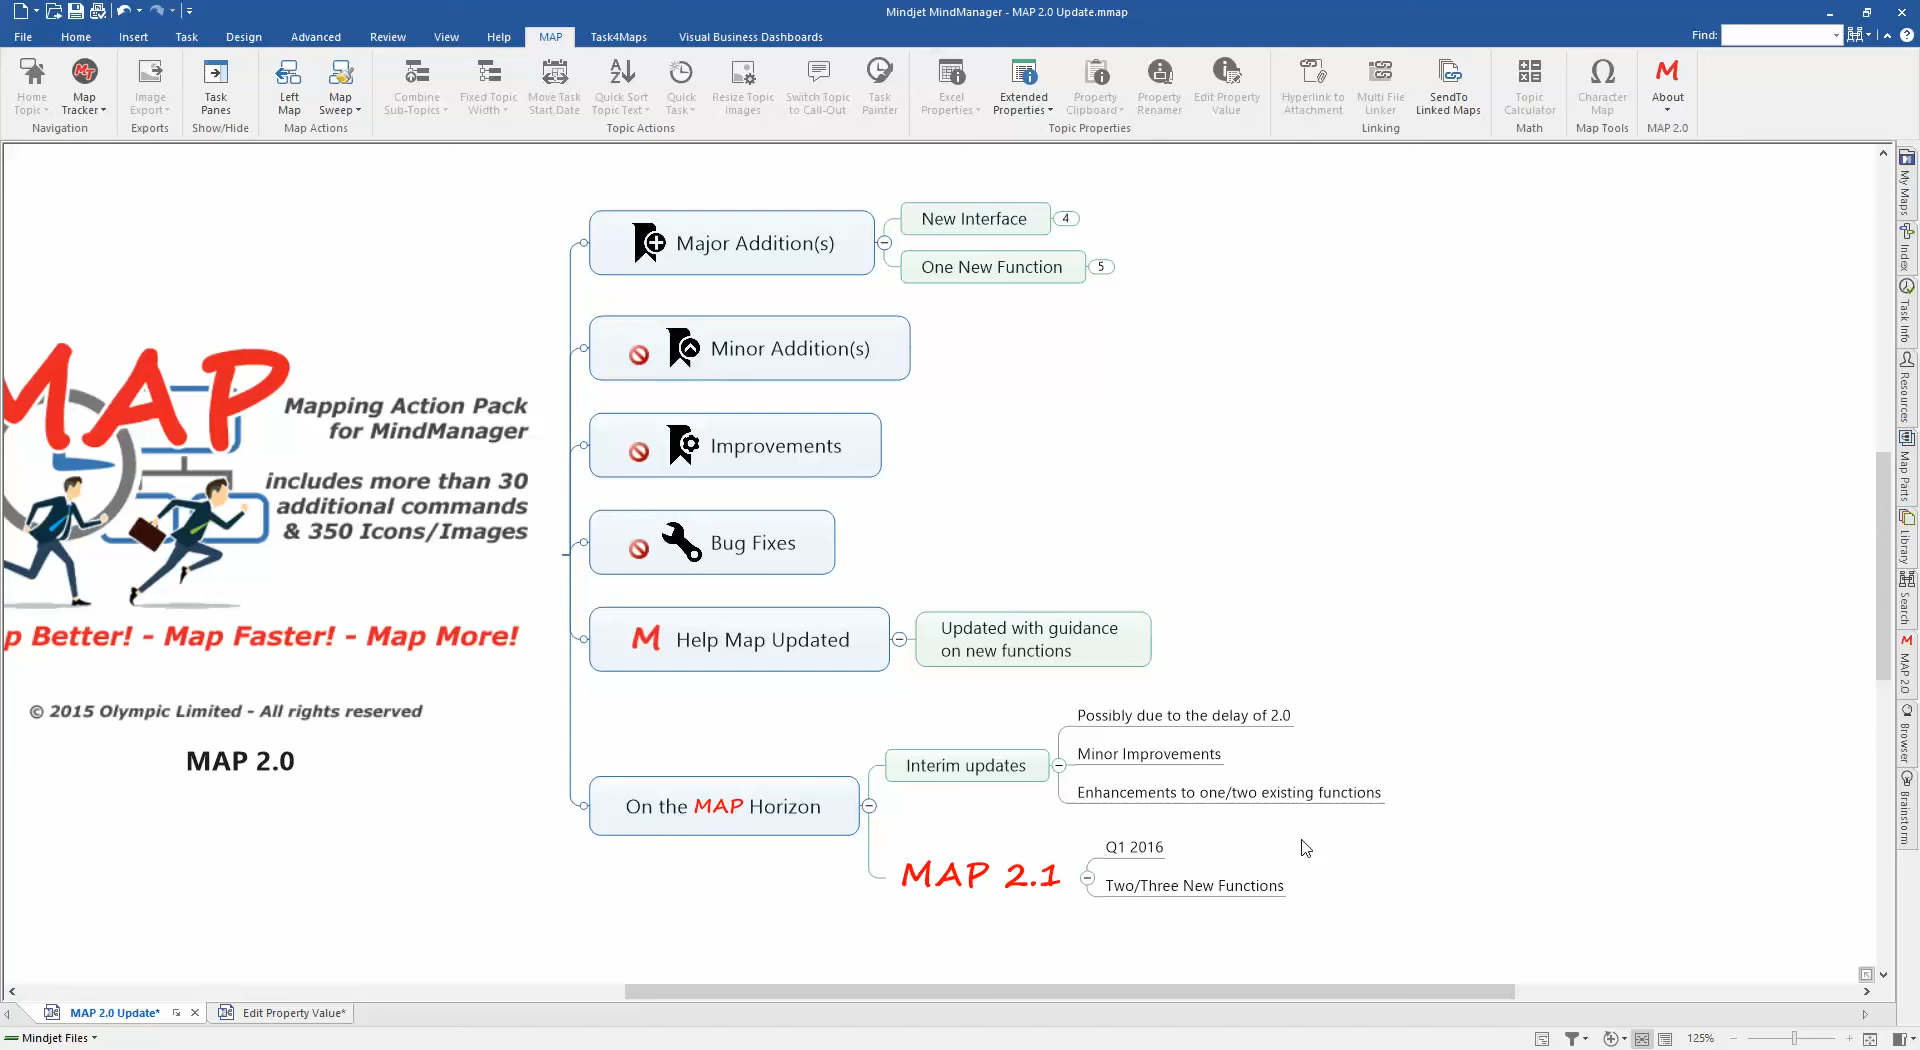 Mindjet MindManager - MAP 2.0 Update.mmap
File Home Insert Task Design Advanced Review View Help MAP Task4Maps Visual Business Dashboards Find:
Home Topic
Map Tracker
Navigation
Image Export
Exports
Task Panes
Show/Hide
Left Map
Map Sweep
Map Actions
Combine Sub-Topics
Fixed Topic Width
Move Task Start Date
Quick Sort Topic Text
Quick Task
Resize Topic Images
Switch Topic to Call-Out
Task Painter
Topic Actions
Excel Properties
Extended Properties
Property Clipboard
Property Renamer
Edit Property Value
Topic Properties
Hyperlink to Attachment
Multi File Linker
SendTo Linked Maps
Linking
Topic Calculator
Math
Character Map
Map Tools
About
MAP 2.0
MAP
Mapping Action Pack
for MindManager
includes more than 30
additional commands
& 350 Icons/Images
p Better! - Map Faster! - Map More!
© 2015 Olympic Limited - All rights reserved
MAP 2.0
Major Addition(s)
New Interface 4
One New Function 5
Minor Addition(s)
Improvements
Bug Fixes
Help Map Updated
Updated with guidance
on new functions
On the MAP Horizon
Interim updates
Possibly due to the delay of 2.0
Minor Improvements
Enhancements to one/two existing functions
MAP 2.1
Q1 2016
Two/Three New Functions
My Maps
Index
Task Info
Resources
Map Parts
Library
Search
MAP 2.0
Browser
Brainstorm
MAP 2.0 Update*
Edit Property Value*
Mindjet Files
125%